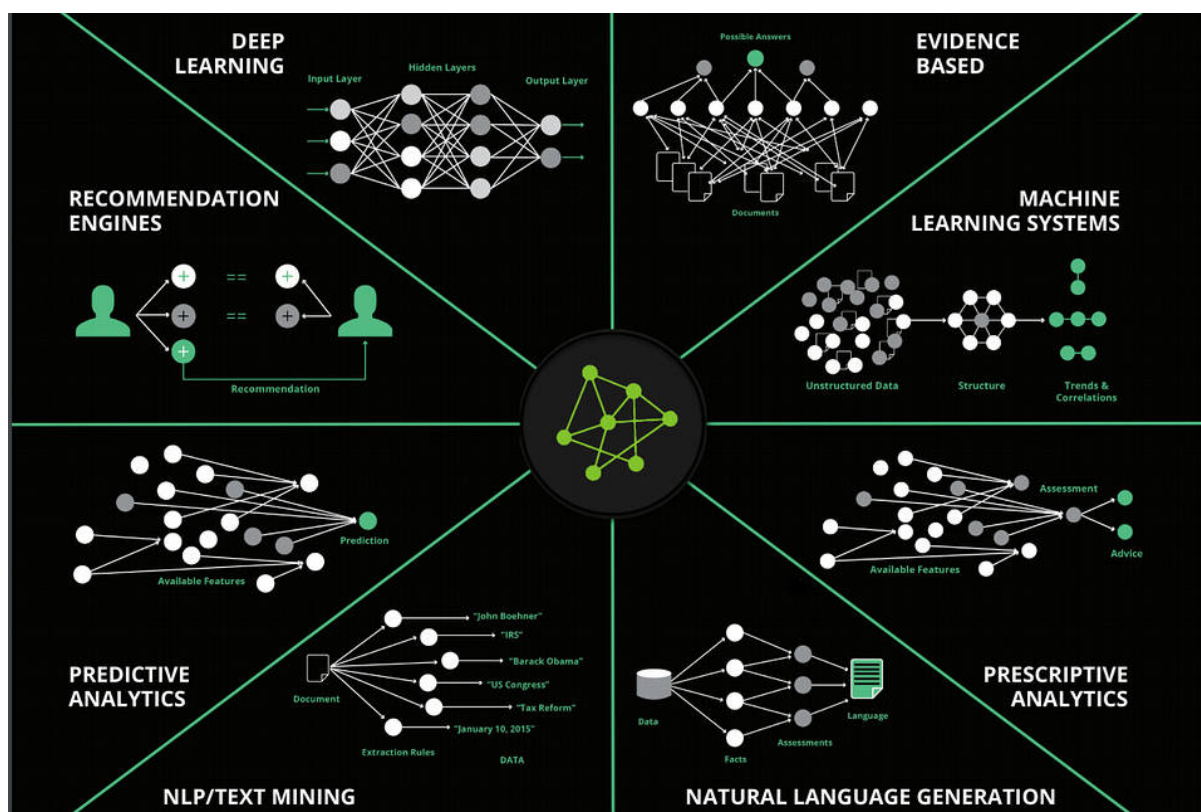 DEEP
LEARNING
Input Layer
Hidden Layers
Output Layer
Possible Answers
Documents
EVIDENCE
BASED
RECOMMENDATION
ENGINES
+ == +
+ == +
+
Recommendation
MACHINE
LEARNING SYSTEMS
Unstructured Data
Structure
Trends &
Correlations
Prediction
Available Features
PREDICTIVE
ANALYTICS
Document
"John Boehner"
"IRS"
"Barack Obama"
"US Congress"
"Tax Reform"
"January 10, 2015"
Extraction Rules
DATA
NLP/TEXT MINING
Data
Facts
Assessments
Language
NATURAL LANGUAGE GENERATION
Assessment
Advice
Available Features
PRESCRIPTIVE
ANALYTICS